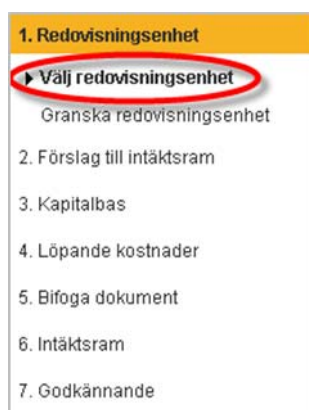 1. Redovisningsenhet
Välj redovisningsenhet
Granska redovisningsenhet
2. Förslag till intäktsram
3. Kapitalbas
4. Löpande kostnader
5. Bifoga dokument
6. Intäktsram
7. Godkännande